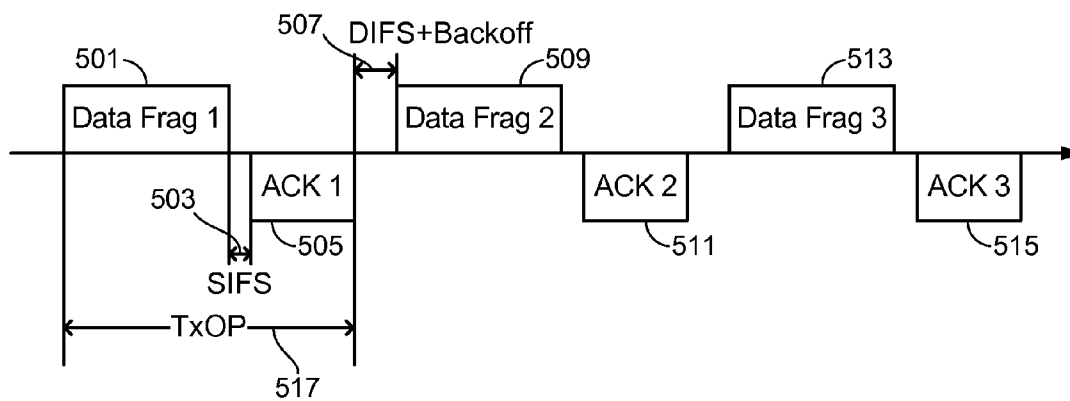 507
DIFS+Backoff
501
509
513
Data Frag 1
Data Frag 2
Data Frag 3
ACK 1
ACK 2
ACK 3
503
505
511
515
SIFS
TxOP
517